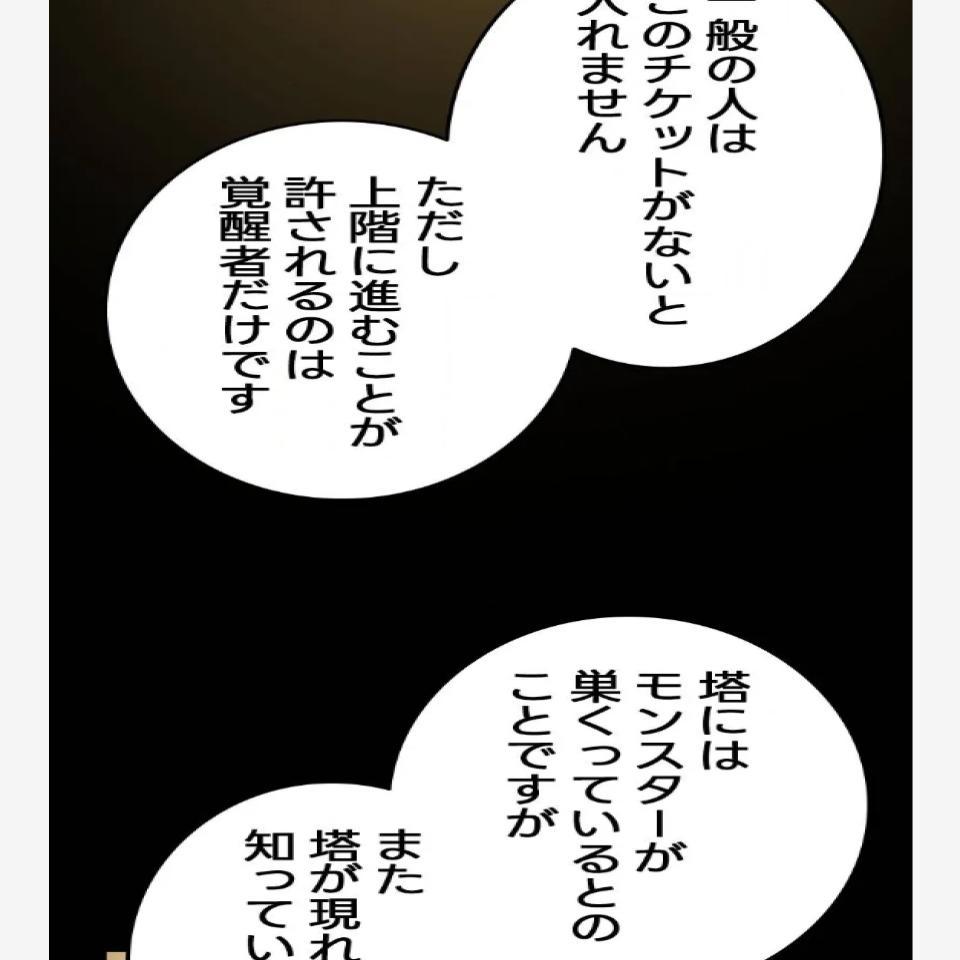 一般の人は
このチケットがないと
入れません
ただし
上階に進むことが
許されるのは
覚醒者だけです
塔には
モンスターが
巣くっているとの
ことですが
また
塔が現れ
知ってい